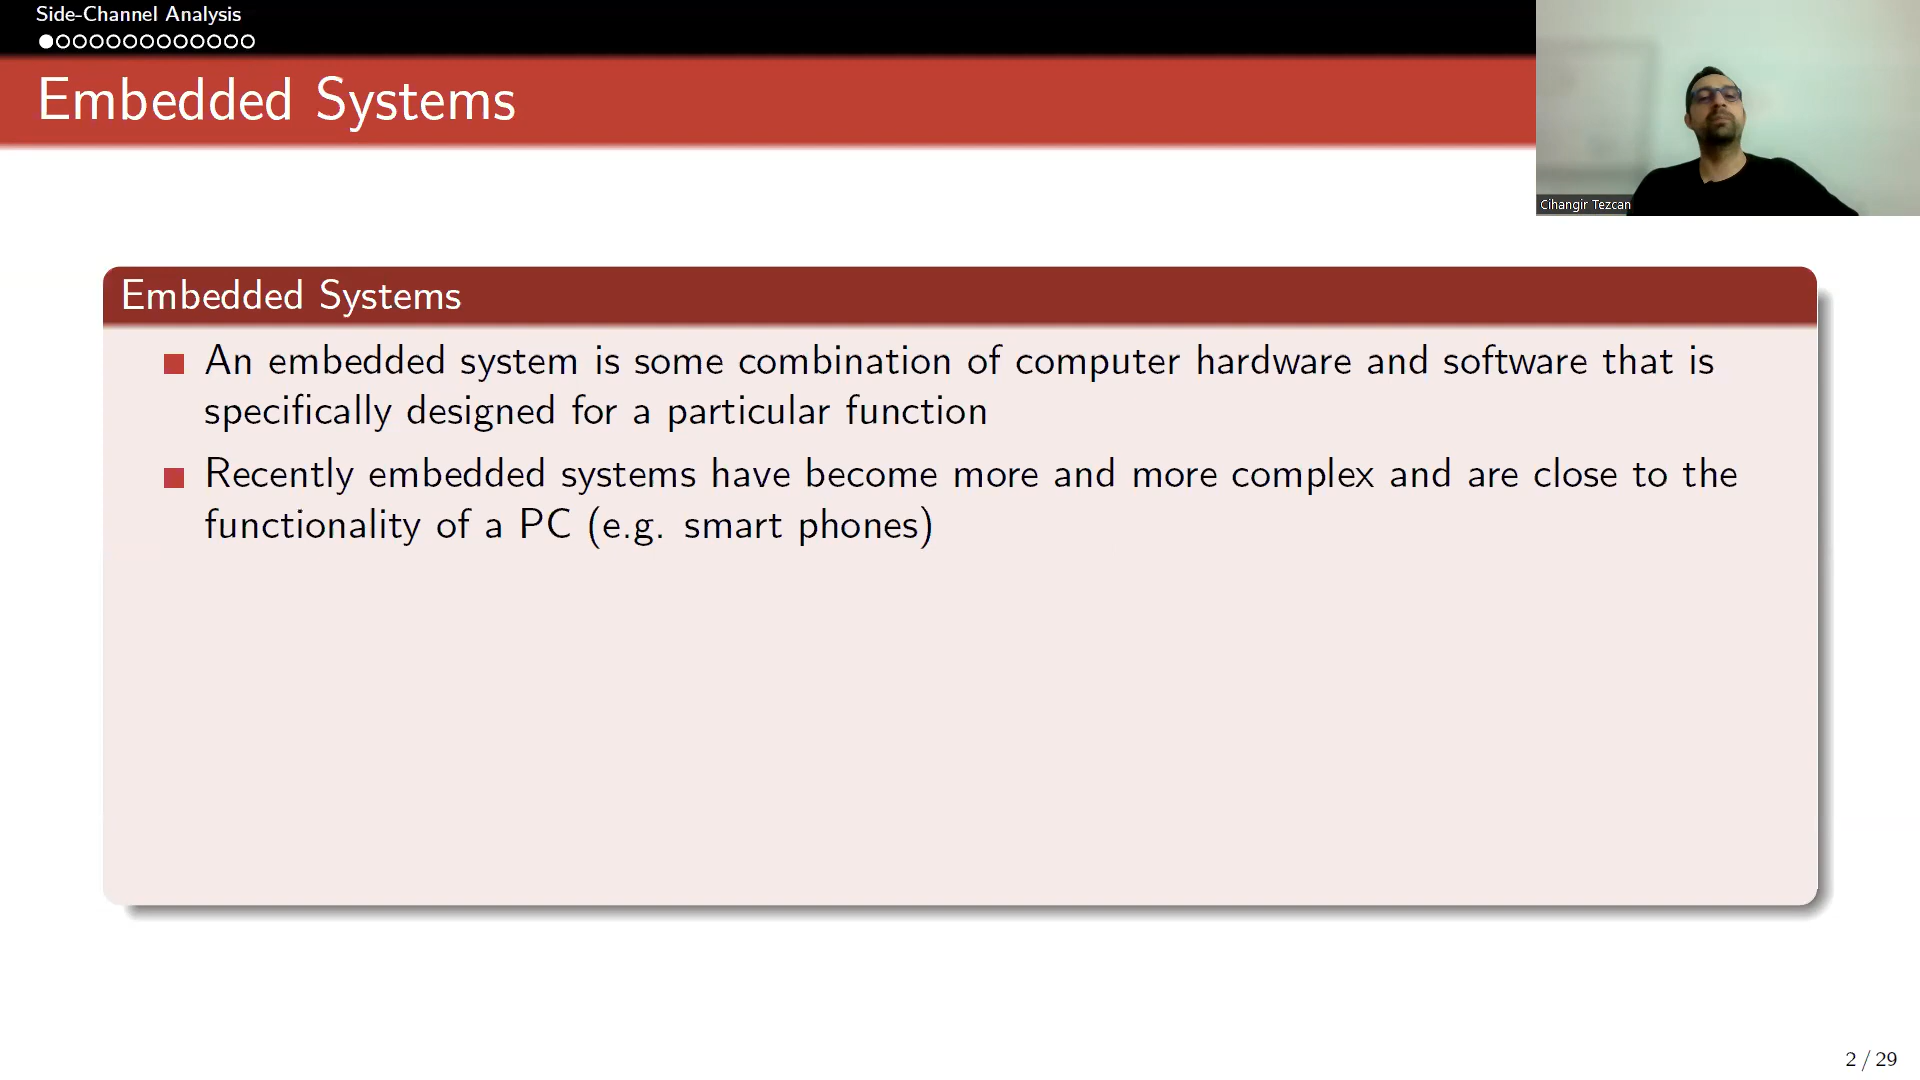 Side-Channel Analysis
Embedded Systems
Cihangir Tezcan
Embedded Systems
An embedded system is some combination of computer hardware and software that is
specifically designed for a particular function
Recently embedded systems have become more and more complex and are close to the
functionality of a PC (e.g. smart phones)
2 / 29